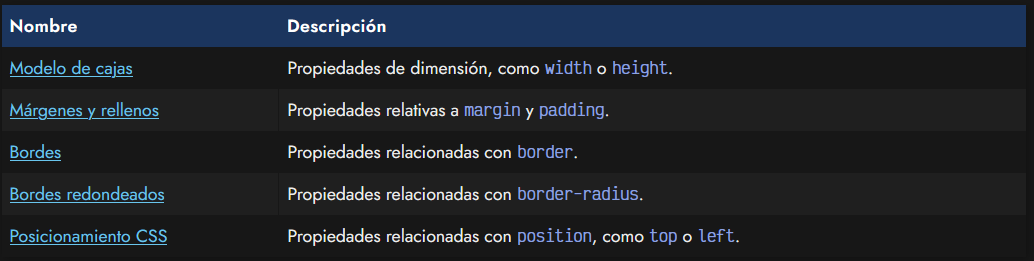 Nombre Descripción
Modelo de cajas Propiedades de dimensión, como width o height.
Márgenes y rellenos Propiedades relativas a margin y padding.
Bordes Propiedades relacionadas con border.
Bordes redondeados Propiedades relacionadas con border-radius.
Posicionamiento CSS Propiedades relacionadas con position, como top o left.